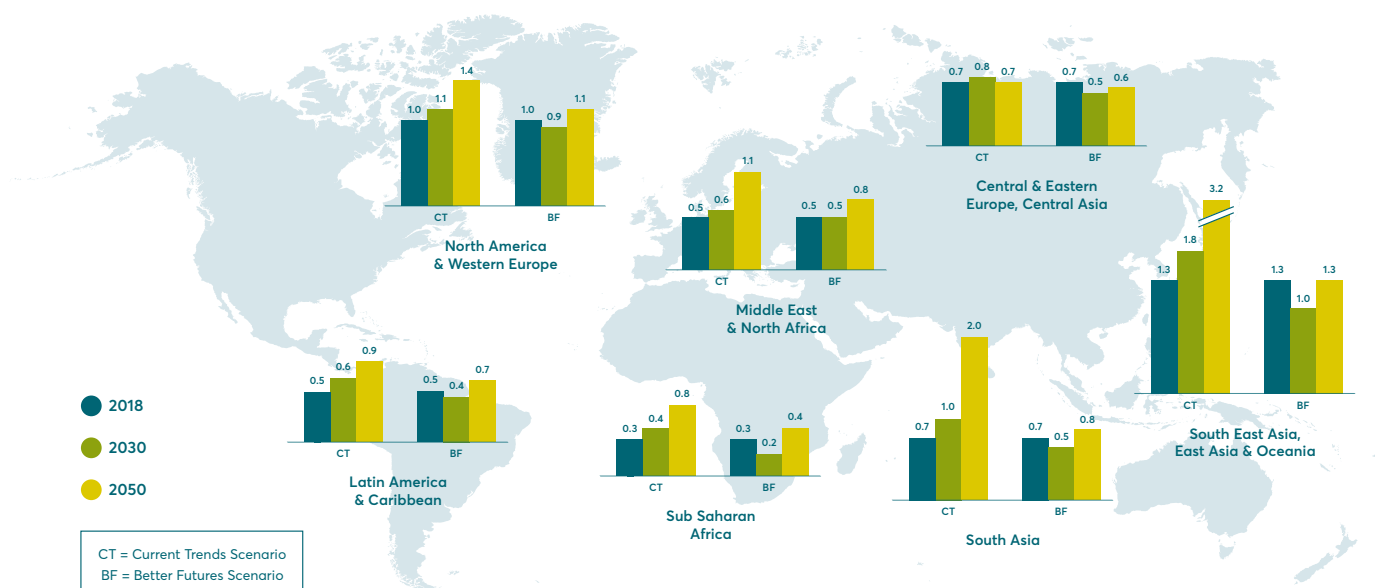 1.0
1.1
1.4
CT
1.0
0.9
1.1
BF
North America
& Western Europe
0.5
0.6
1.1
CT
0.5
0.5
0.8
BF
Middle East
& North Africa
0.7
0.8
0.7
CT
0.7
0.5
0.6
BF
Central & Eastern
Europe, Central Asia
1.3
1.8
3.2
CT
1.3
1.0
1.3
BF
South East Asia,
East Asia & Oceania
0.5
0.6
0.9
CT
0.5
0.4
0.7
BF
Latin America
& Caribbean
0.3
0.4
0.8
CT
0.3
0.2
0.4
BF
Sub Saharan
Africa
0.7
1.0
2.0
CT
0.7
0.5
0.8
BF
South Asia
2018
2030
2050
CT = Current Trends Scenario
BF = Better Futures Scenario